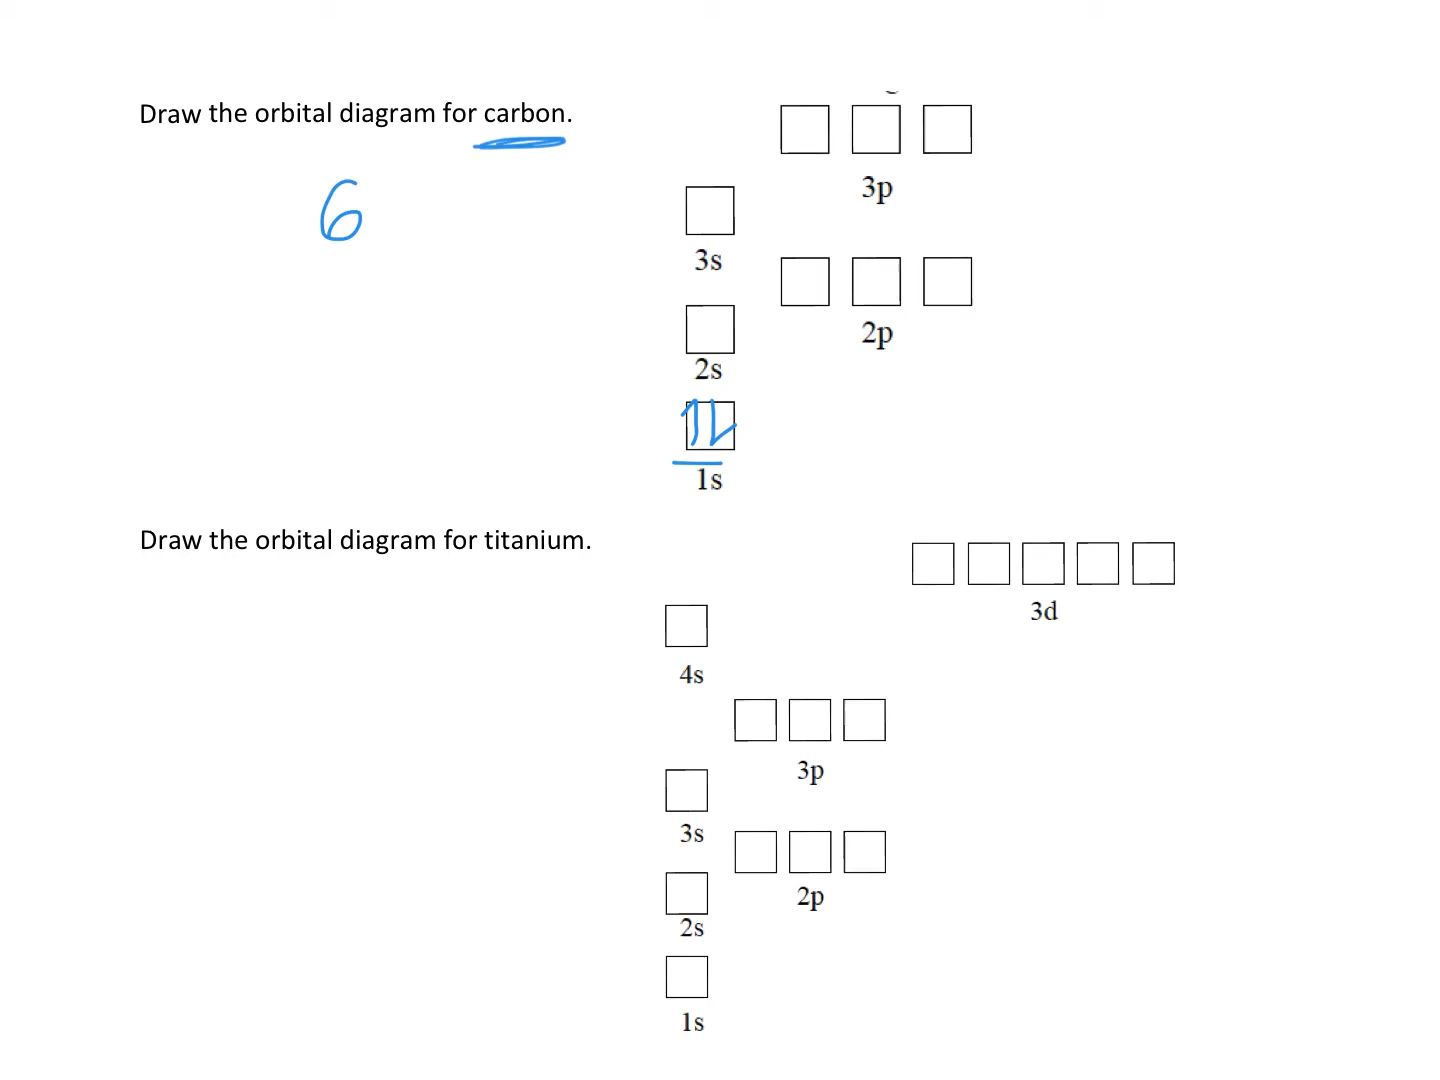 Draw the orbital diagram for carbon.
6
3p
3s
2p
2s
1s
Draw the orbital diagram for titanium.
3d
4s
3p
3s
2p
2s
1s